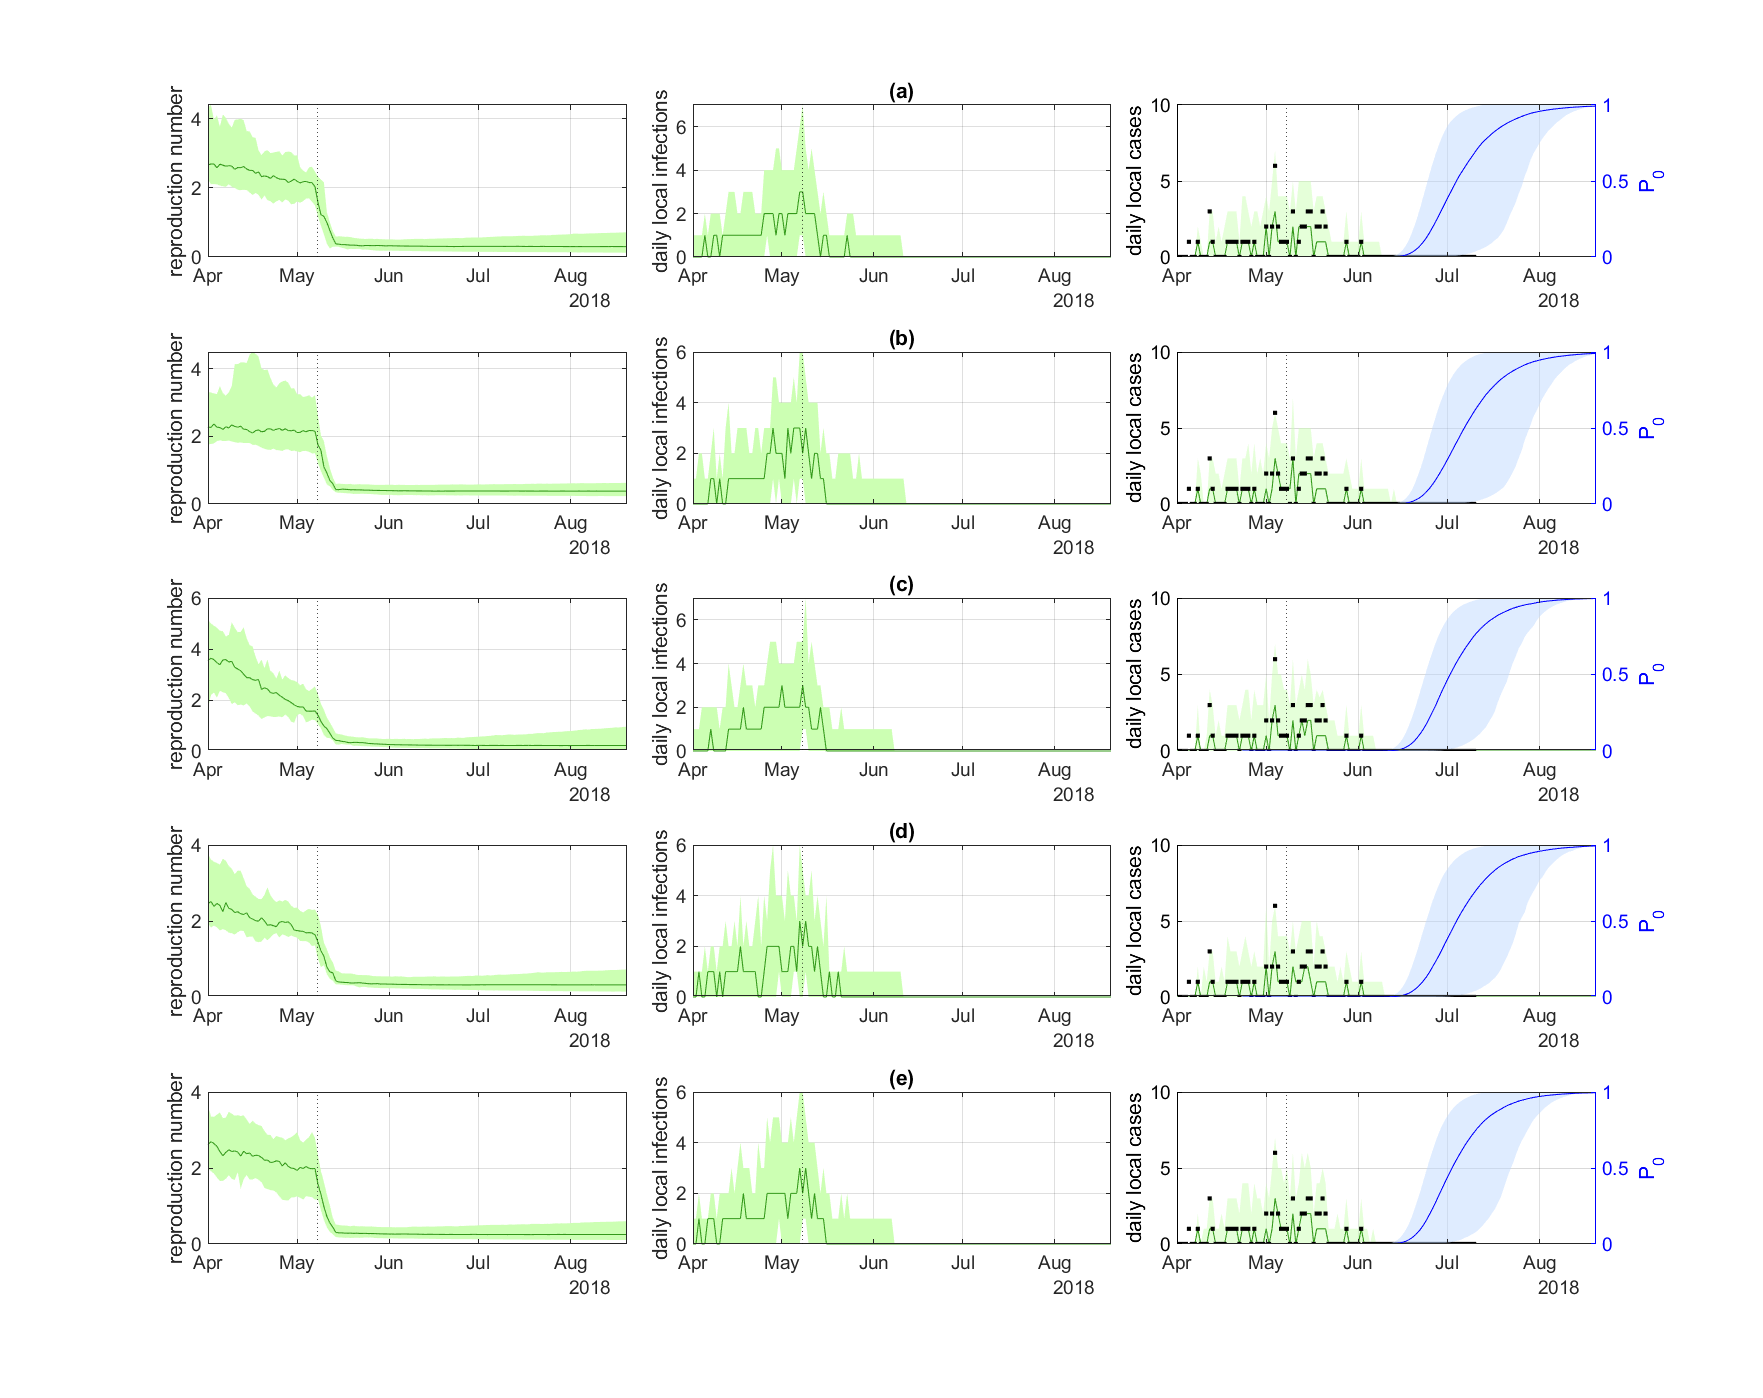 (a)
reproduction number
0
2
4
Apr
May
Jun
Jul
Aug
2018
daily local infections
0
2
4
6
Apr
May
Jun
Jul
Aug
2018
daily local cases
0
5
10
Apr
May
Jun
Jul
Aug
2018
0
0.5
1
P0
(b)
reproduction number
0
2
4
Apr
May
Jun
Jul
Aug
2018
daily local infections
0
2
4
6
Apr
May
Jun
Jul
Aug
2018
daily local cases
0
5
10
Apr
May
Jun
Jul
Aug
2018
0
0.5
1
P0
(c)
reproduction number
0
2
4
6
Apr
May
Jun
Jul
Aug
2018
daily local infections
0
2
4
6
Apr
May
Jun
Jul
Aug
2018
daily local cases
0
5
10
Apr
May
Jun
Jul
Aug
2018
0
0.5
1
P0
(d)
reproduction number
0
2
4
Apr
May
Jun
Jul
Aug
2018
daily local infections
0
2
4
6
Apr
May
Jun
Jul
Aug
2018
daily local cases
0
5
10
Apr
May
Jun
Jul
Aug
2018
0
0.5
1
P0
(e)
reproduction number
0
2
4
Apr
May
Jun
Jul
Aug
2018
daily local infections
0
2
4
6
Apr
May
Jun
Jul
Aug
2018
daily local cases
0
5
10
Apr
May
Jun
Jul
Aug
2018
0
0.5
1
P0